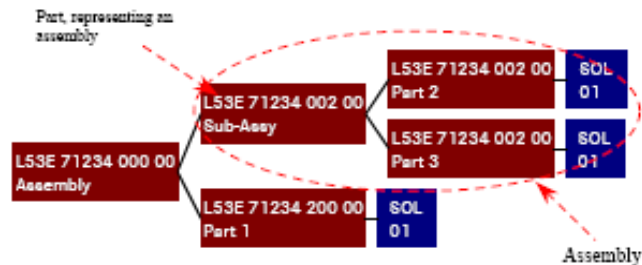 Part, representing an
assembly
L53E 71234 002 00
Part 2
SOL
01
L53E 71234 002 00
Sub-Assy
L53E 71234 002 00
Part 3
SOL
01
L53E 71234 000 00
Assembly
L53E 71234 200 00
Part 1
SOL
01
Assembly